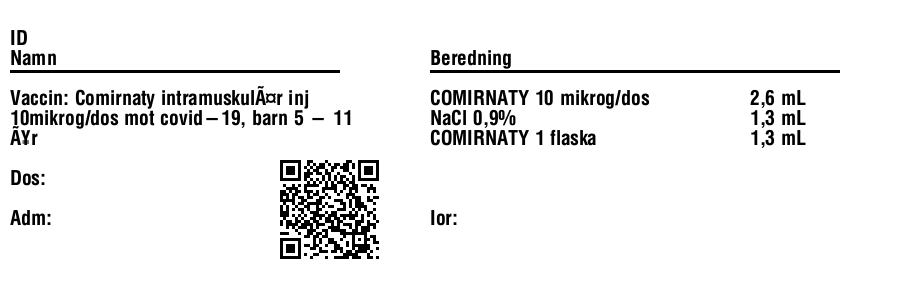 ID
Namn
Vaccin: Comirnaty intramuskulÃ¤r inj
10mikrog/dos mot covid–19, barn 5 – 11
Ã¥r
Dos:
Adm:
Beredning
COMIRNATY 10 mikrog/dos 2,6 mL
NaCl 0,9% 1,3 mL
COMIRNATY 1 flaska 1,3 mL
Ior: